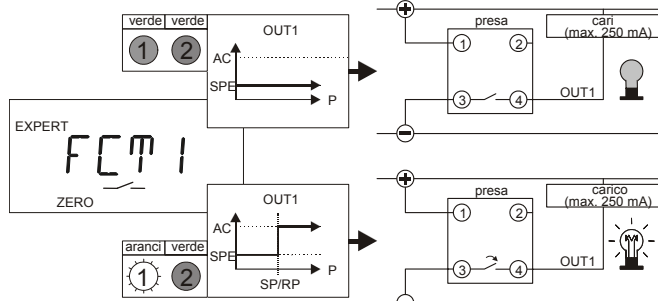 verde verde
1 2
OUT1
AC
SPE
P
+
presa
1 2
3 4
cari
(max. 250 mA)
OUT1
−
EXPERT
FCT1
ZERO
aranci verde
1 2
OUT1
AC
SPE
SP/RP
P
+
presa
1 2
3 4
carico
(max. 250 mA)
OUT1